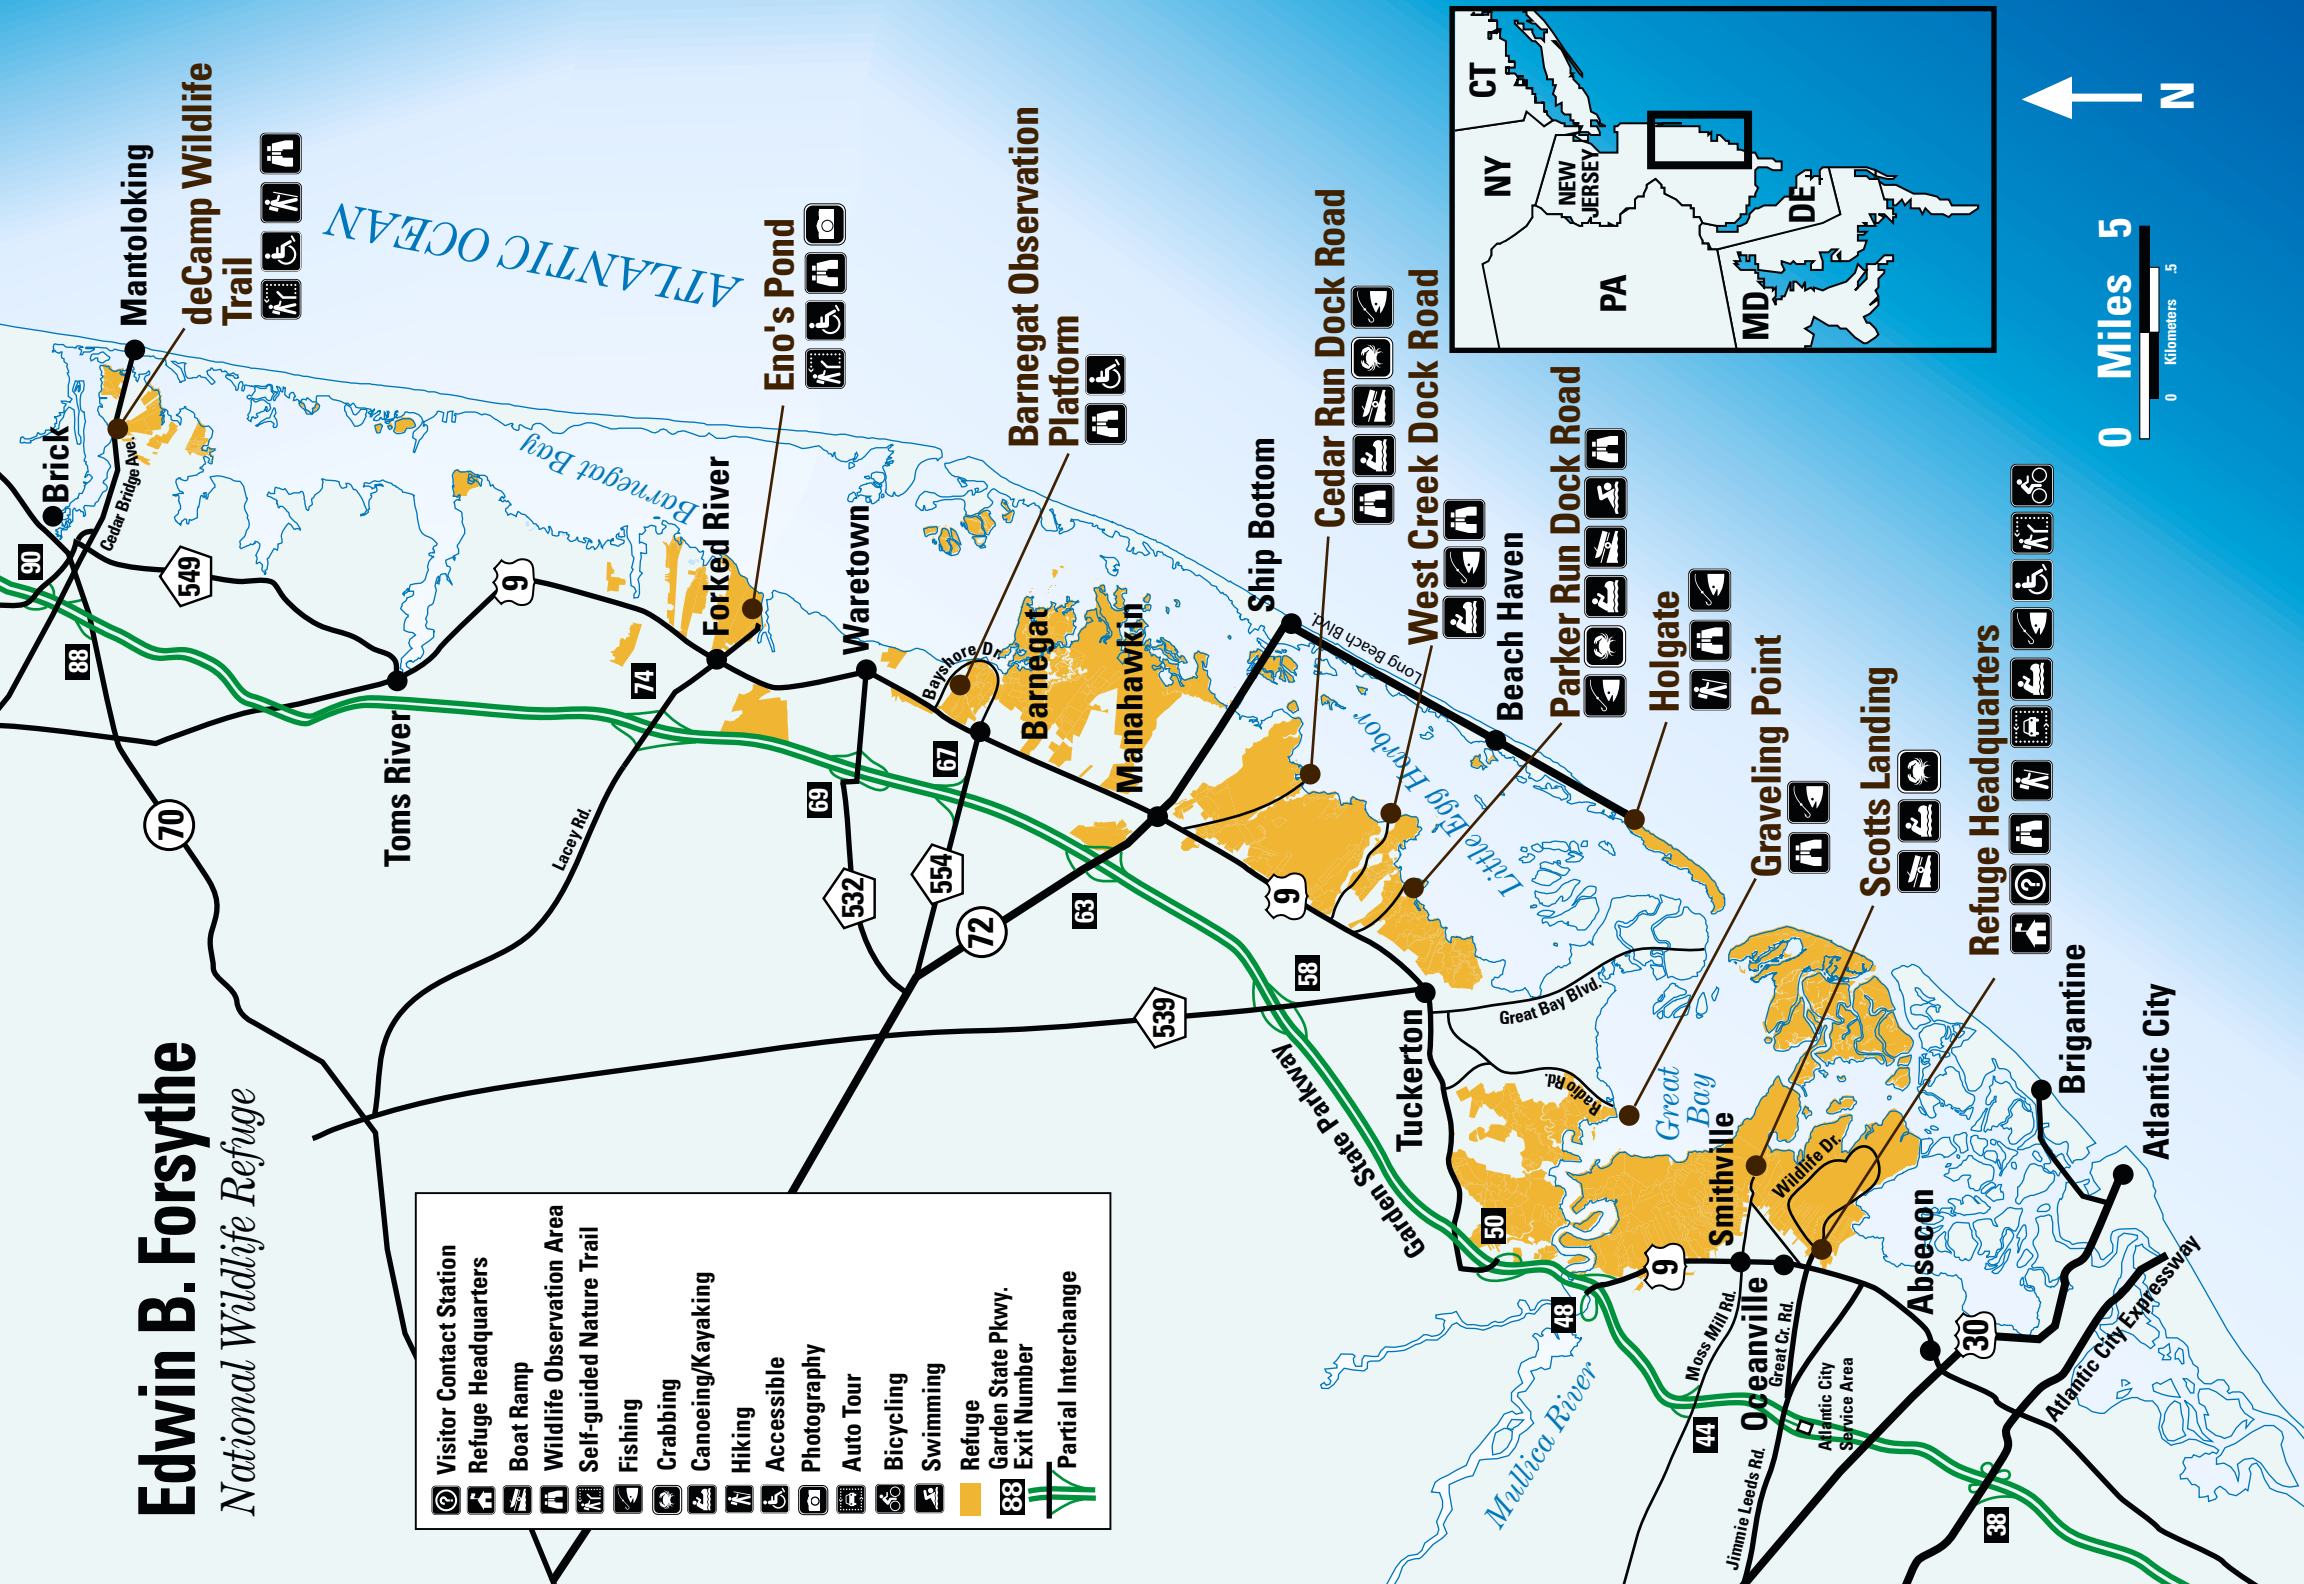 Edwin B. Forsythe
National Wildlife Refuge
Visitor Contact Station
Refuge Headquarters
Boat Ramp
Wildlife Observation Area
Self-guided Nature Trail
Fishing
Crabbing
Canoeing/Kayaking
Hiking
Accessible
Photography
Auto Tour
Bicycling
Swimming
Refuge
88
Garden State Pkwy.
Exit Number
Partial Interchange
Mantoloking
deCamp Wildlife
Trail
Brick
Cedar Bridge Ave.
90
549
88
70
9
Toms River
ATLANTIC OCEAN
Barnegat Bay
Eno's Pond
Forked River
74
Lacey Rd.
Waretown
69
532
67
554
Bayshore Dr.
Barnegat Observation
Platform
Barnegat
Manahawkin
72
63
539
58
9
Ship Bottom
Long Beach Blvd.
Cedar Run Dock Road
West Creek Dock Road
Beach Haven
Parker Run Dock Road
Holgate
Little Egg Harbor
Graveling Point
Scotts Landing
Refuge Headquarters
Tuckerton
Great Bay Blvd.
Radio Rd.
Great
Bay
Garden State Parkway
50
48
9
Smithville
Wildlife Dr.
Moss Mill Rd.
Oceanville
Great Cr. Rd.
44
Jimmie Leeds Rd.
Atlantic City
Service Area
Mullica River
Absecon
30
Atlantic City Expressway
38
Brigantine
Atlantic City
CT
NY
NEW
JERSEY
PA
MD
DE
N
0 Miles 5
0 Kilometers .5